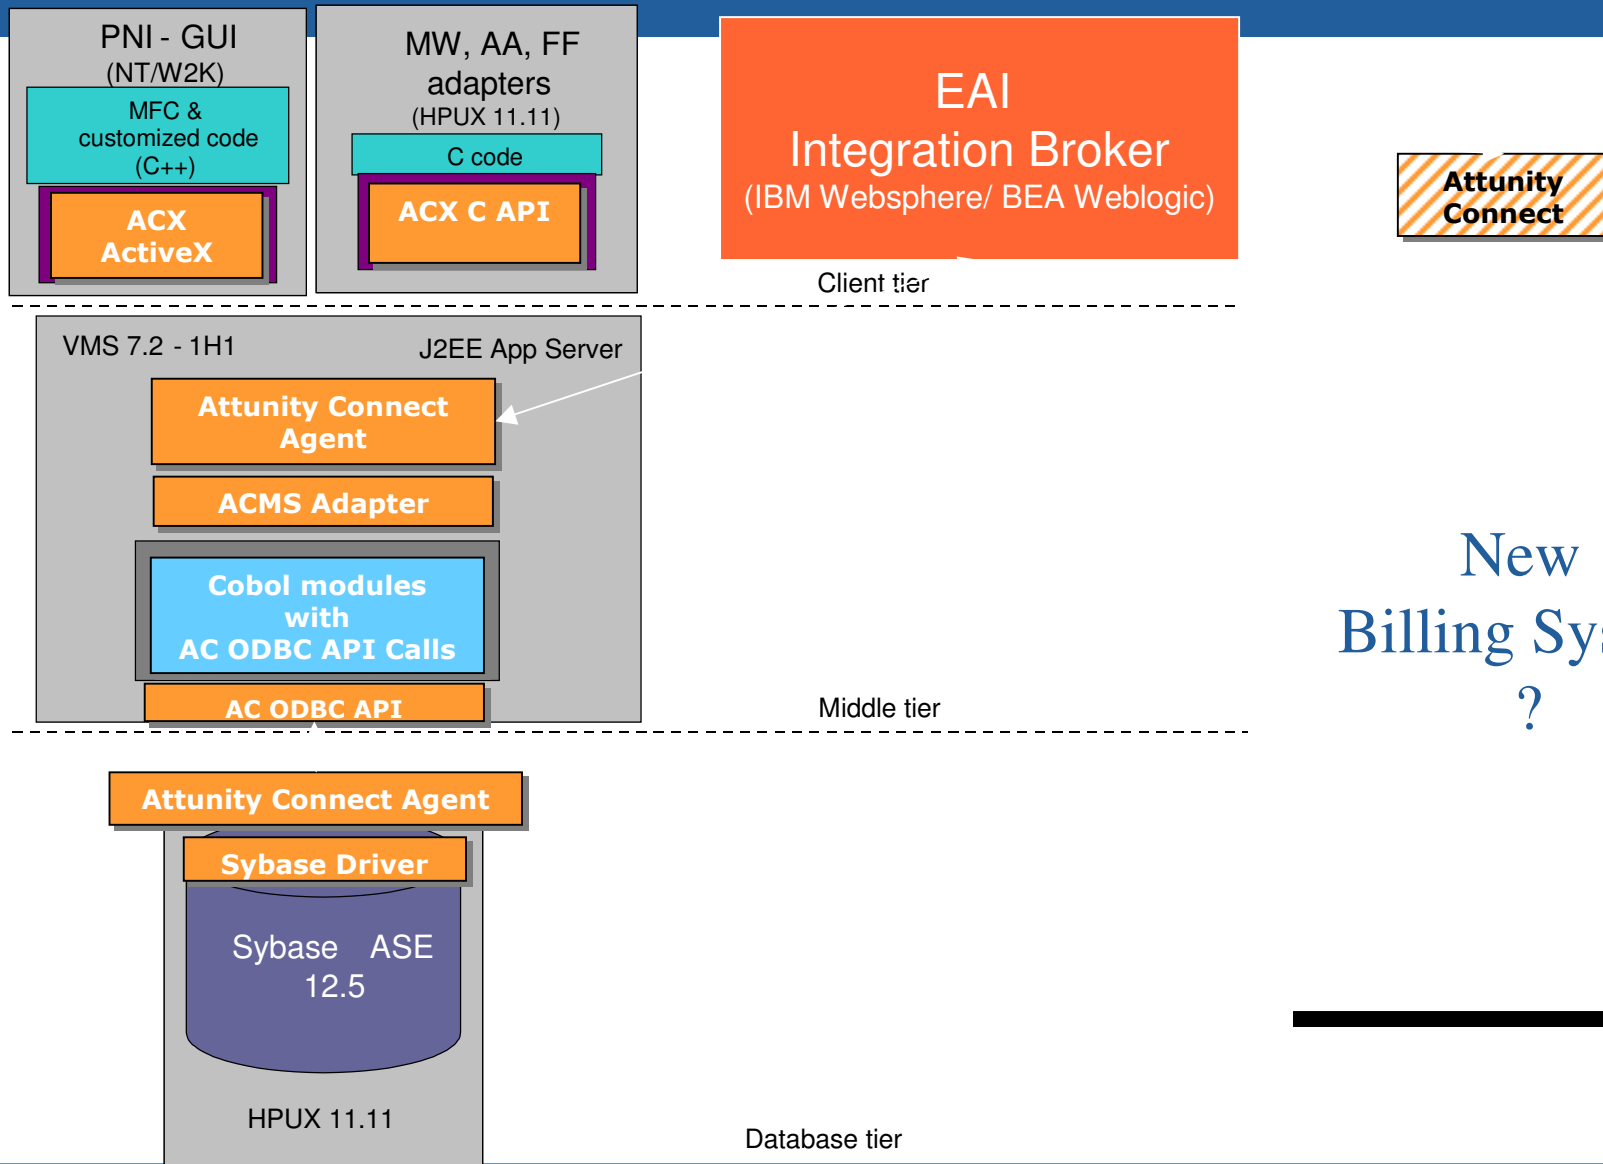 PNI - GUI
(NT/W2K)
MFC &
customized code
(C++)
ACX
ActiveX
MW, AA, FF
adapters
(HPUX 11.11)
C code
ACX C API
EAI
Integration Broker
(IBM Websphere/ BEA Weblogic)
Attunity
Connect
Client tier
VMS 7.2 - 1H1
J2EE App Server
Attunity Connect
Agent
ACMS Adapter
Cobol modules
with
AC ODBC API Calls
AC ODBC API
Middle tier
New
Billing Sys
?
Attunity Connect Agent
Sybase Driver
Sybase ASE
12.5
HPUX 11.11
Database tier